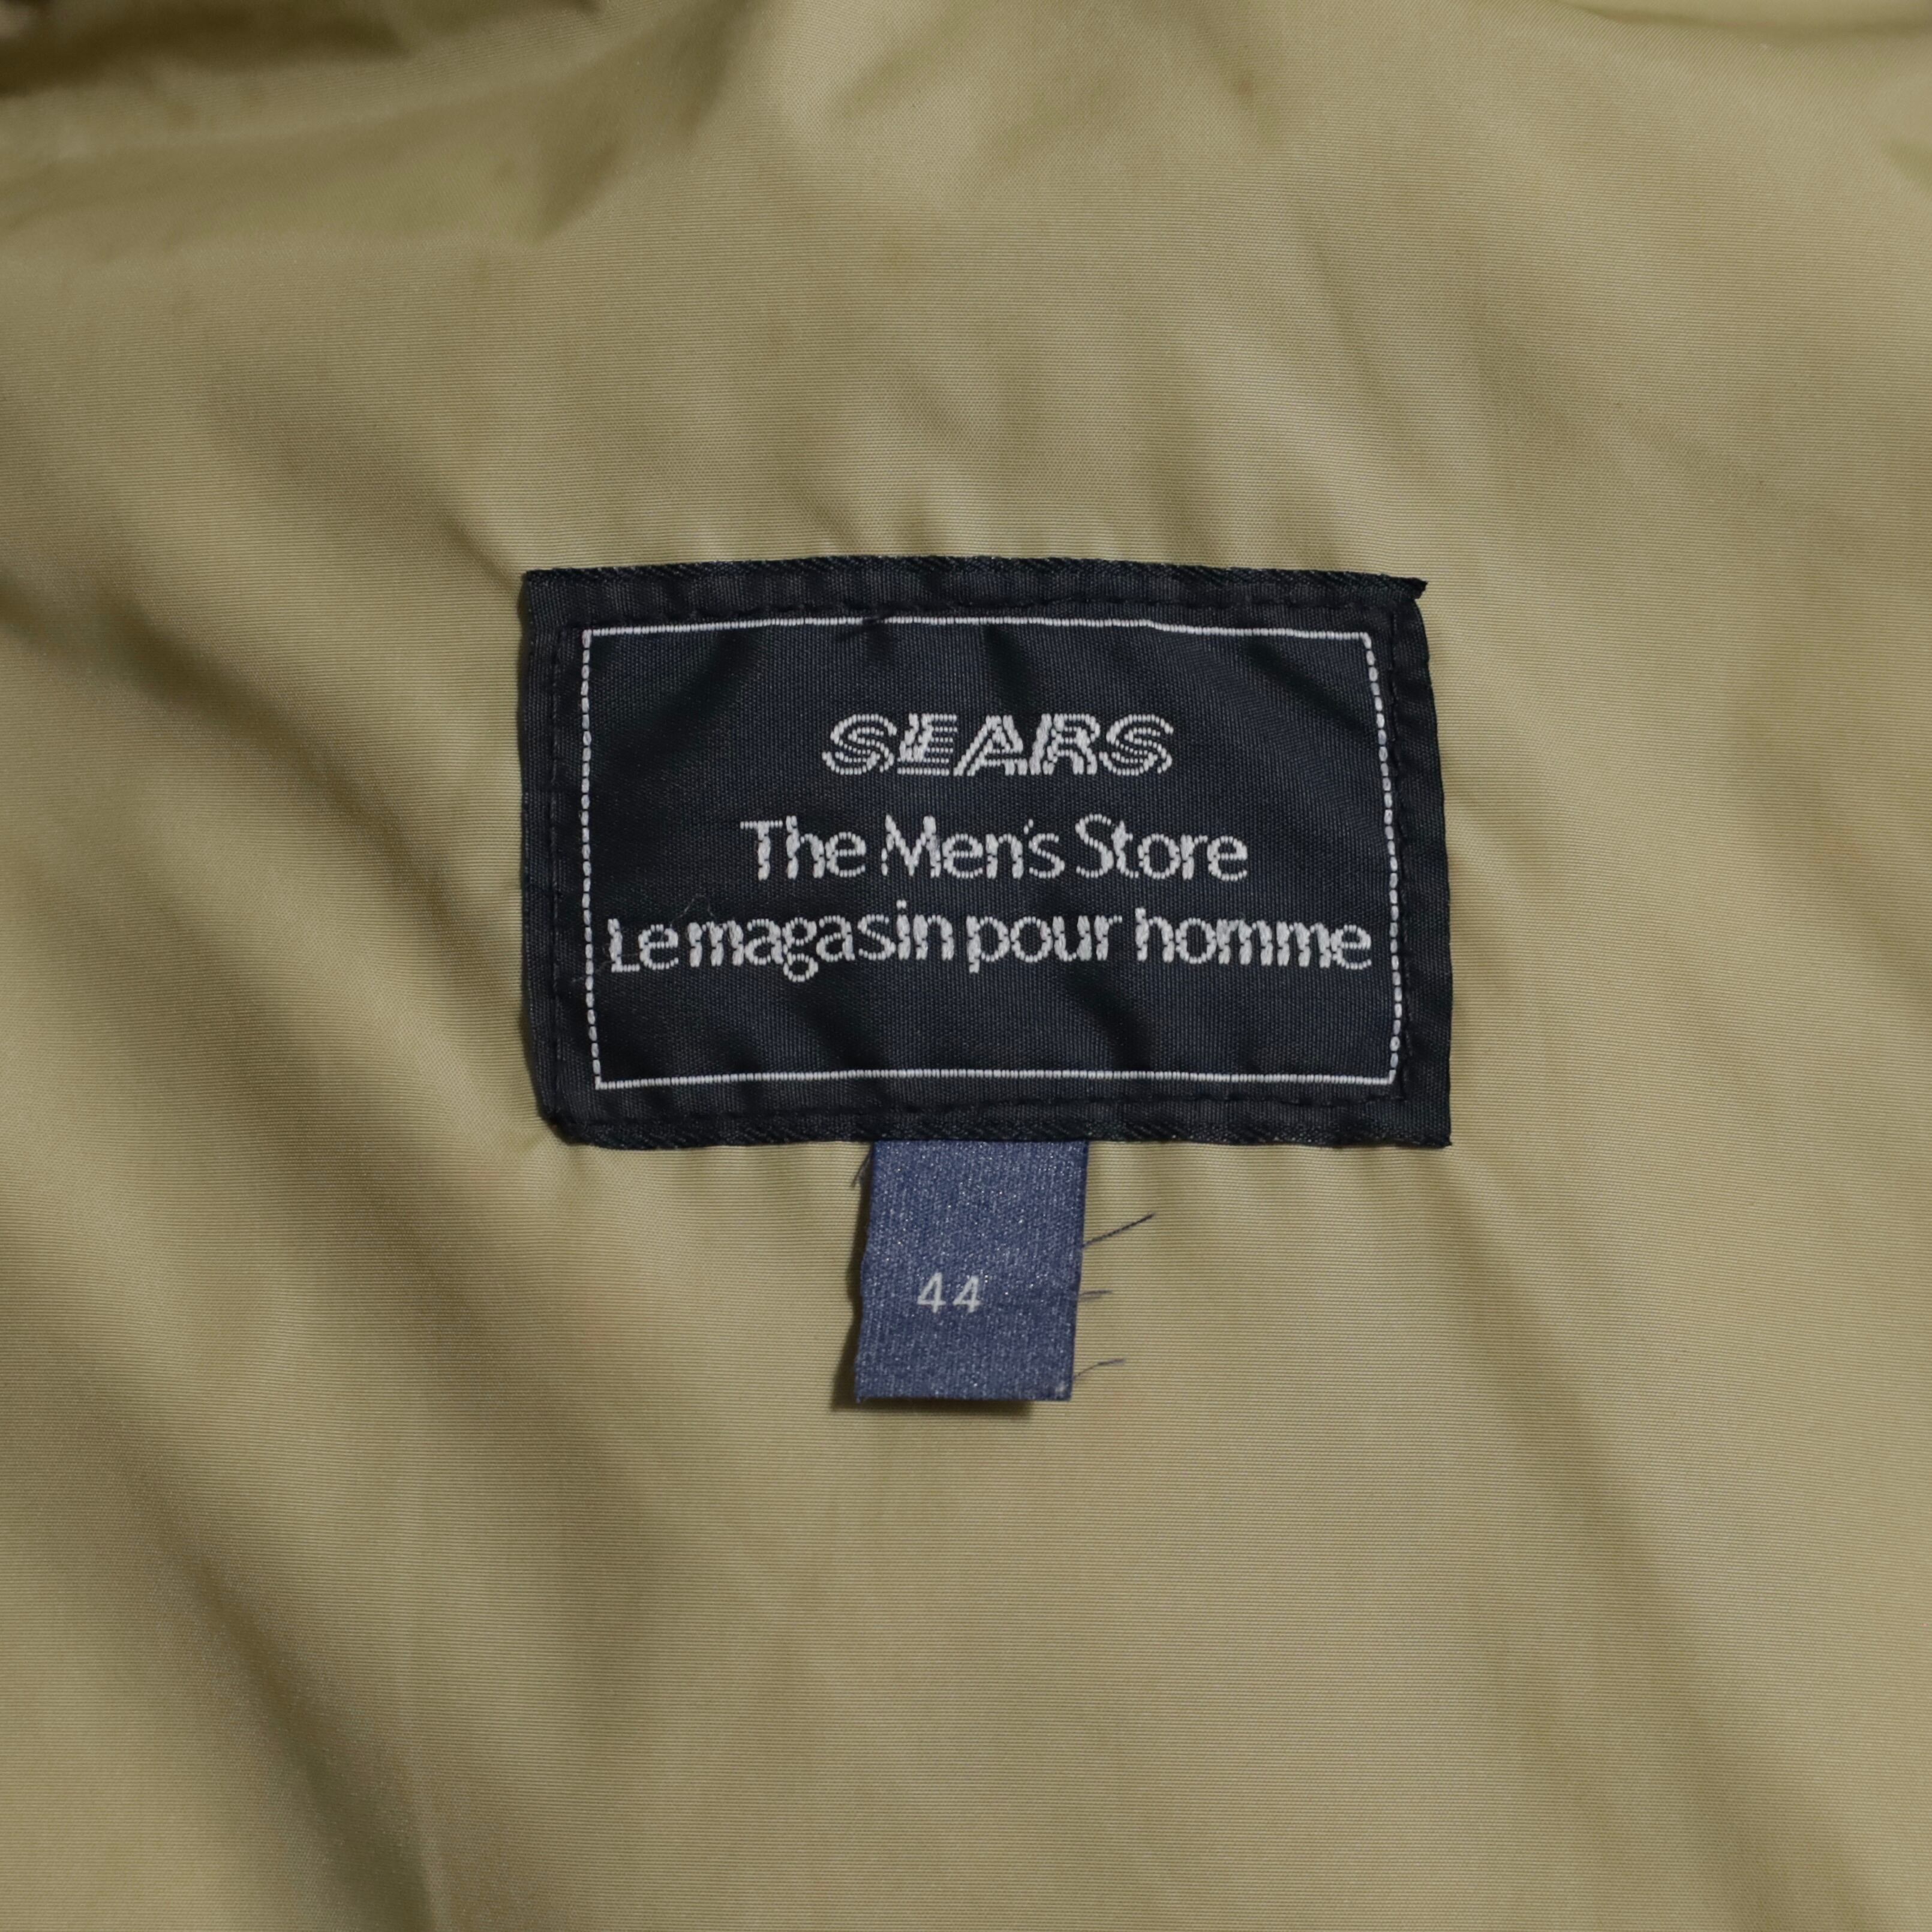 SEARS
The Men's Store
Le magasin pour homme
44